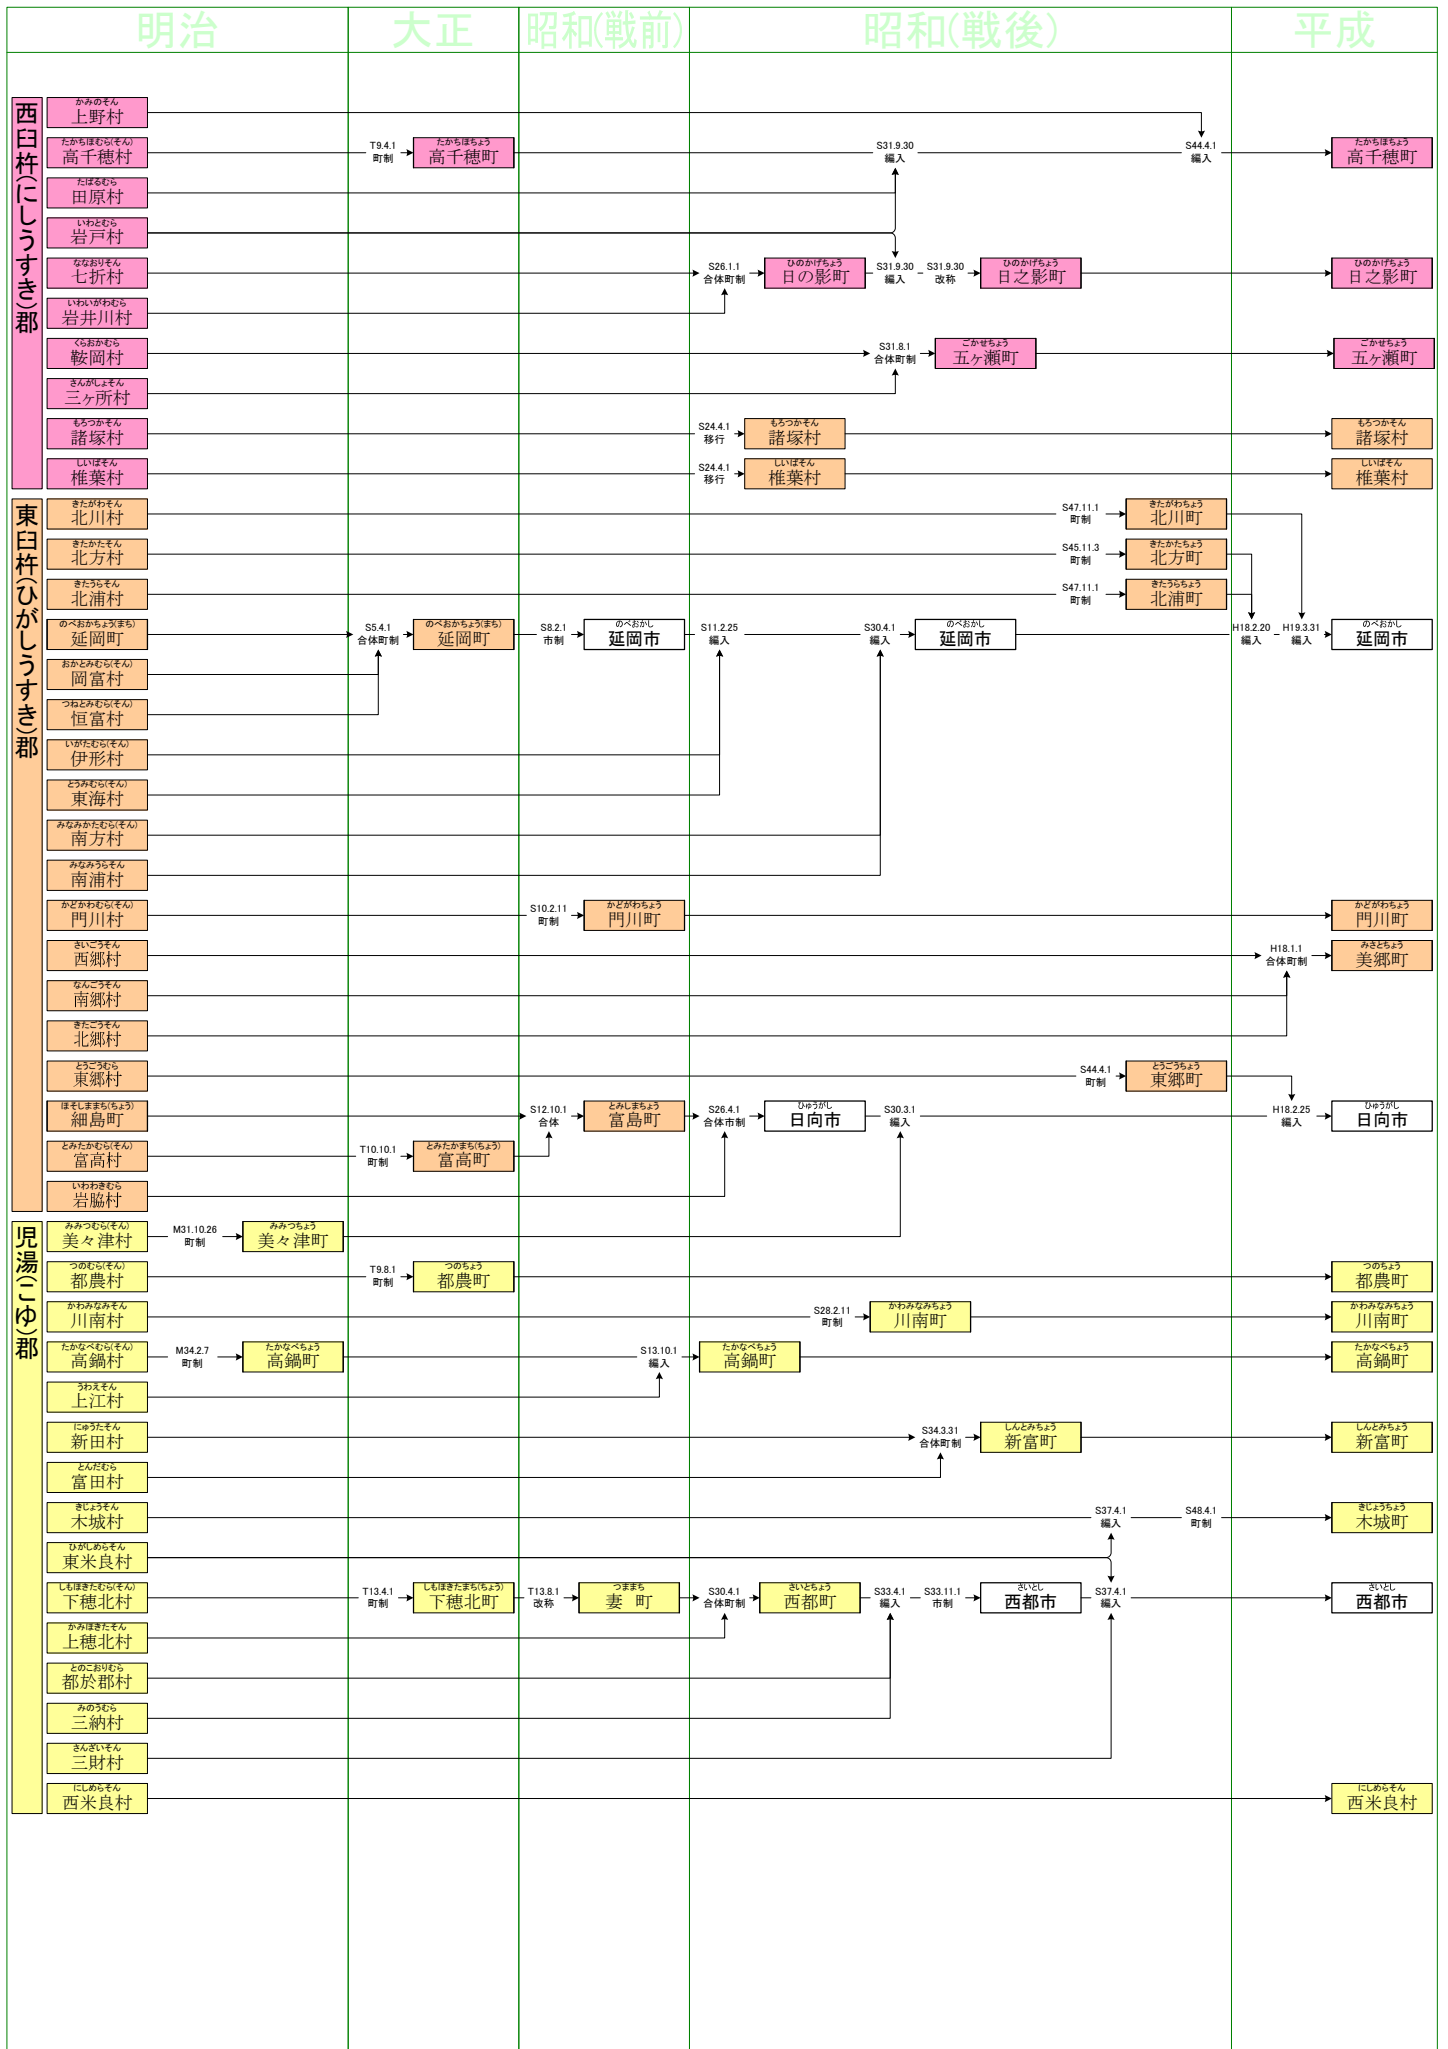 明治 大正 昭和(戦前) 昭和(戦後) 平成
西臼杵(にしうすき)郡
かみのそん
上野村
たかちほむら(そん) たかちほちょう たかちほちょう
高千穂村 T9.4.1 町制 高千穂町 S31.9.30 編入 S44.4.1 編入 高千穂町
たばるむら
田原村
いわとむら
岩戸村
ななおりそん ひのかげちょう ひのかげちょう ひのかげちょう
七折村 S26.1.1 合体町制 日の影町 S31.9.30 編入 S31.9.30 改称 日之影町 日之影町
いわいがわむら
岩井川村
くらおかむら ごかせちょう ごかせちょう
鞍岡村 S31.8.1 合体町制 五ヶ瀬町 五ヶ瀬町
さんがしょそん
三ヶ所村
もろつかそん もろつかそん もろつかそん
諸塚村 S24.4.1 移行 諸塚村 諸塚村
しいばそん しいばそん しいばそん
椎葉村 S24.4.1 移行 椎葉村 椎葉村
東臼杵(ひがしうすき)郡
きたがわそん きたがわちょう
北川村 S47.11.1 町制 北川町
きたかたそん きたかたちょう
北方村 S45.11.3 町制 北方町
きたうらそん きたうらちょう
北浦村 S47.11.1 町制 北浦町
のべおかちょう(まち) のべおかちょう(まち) のべおかし のべおかし のべおかし
延岡町 S5.4.1 合体町制 延岡町 S8.2.1 市制 延岡市 S11.2.25 編入 S30.4.1 編入 延岡市 H18.2.20 編入 H19.3.31 編入 延岡市
おかとみむら(そん)
岡富村
つねとみむら(そん)
恒富村
いがたむら(そん)
伊形村
とうみむら(そん)
東海村
みなみかたむら(そん)
南方村
みなみうらそん
南浦村
かどかわむら(そん) かどがわちょう かどがわちょう
門川村 S10.2.11 町制 門川町 門川町
さいごうそん みさとちょう
西郷村 H18.1.1 合体町制 美郷町
なんごうそん
南郷村
きたごうそん
北郷村
とうごうむら とうごうちょう
東郷村 S44.4.1 町制 東郷町
ほそしままち(ちょう) とみしまちょう ひゅうがし ひゅうがし
細島町 S12.10.1 合体 富島町 S26.4.1 合体市制 日向市 S30.3.1 編入 H18.2.25 編入 日向市
とみたかむら(そん) とみたかまち(ちょう)
富高村 T10.10.1 町制 富高町
いわわきむら
岩脇村
児湯(こゆ)郡
みみつむら(そん) みみつちょう
美々津村 M31.10.26 町制 美々津町
つのむら(そん) つのちょう つのちょう
都農村 T9.8.1 町制 都農町 都農町
かわみなみそん かわみなみちょう かわみなみちょう
川南村 S28.2.11 町制 川南町 川南町
たかなべむら(そん) たかなべちょう たかなべちょう たかなべちょう
高鍋村 M34.2.7 町制 高鍋町 S13.10.1 編入 高鍋町 高鍋町
うわえそん
上江村
にゅうたそん しんとみちょう しんとみちょう
新田村 S34.3.31 合体町制 新富町 新富町
とんだむら
富田村
きじょうそん きじょうちょう
木城村 S37.4.1 編入 S48.4.1 町制 木城町
ひがしめらそん
東米良村
しもほきたむら(そん) しもほきたまち(ちょう) つままち さいとちょう さいとし さいとし
下穂北村 T13.4.1 町制 下穂北町 T13.8.1 改称 妻　町 S30.4.1 合体町制 西都町 S33.4.1 編入 S33.11.1 市制 西都市 S37.4.1 編入 西都市
かみほきたそん
上穂北村
とのこおりむら
都於郡村
みのうむら
三納村
さんざいそん
三財村
にしめらそん にしめらそん
西米良村 西米良村